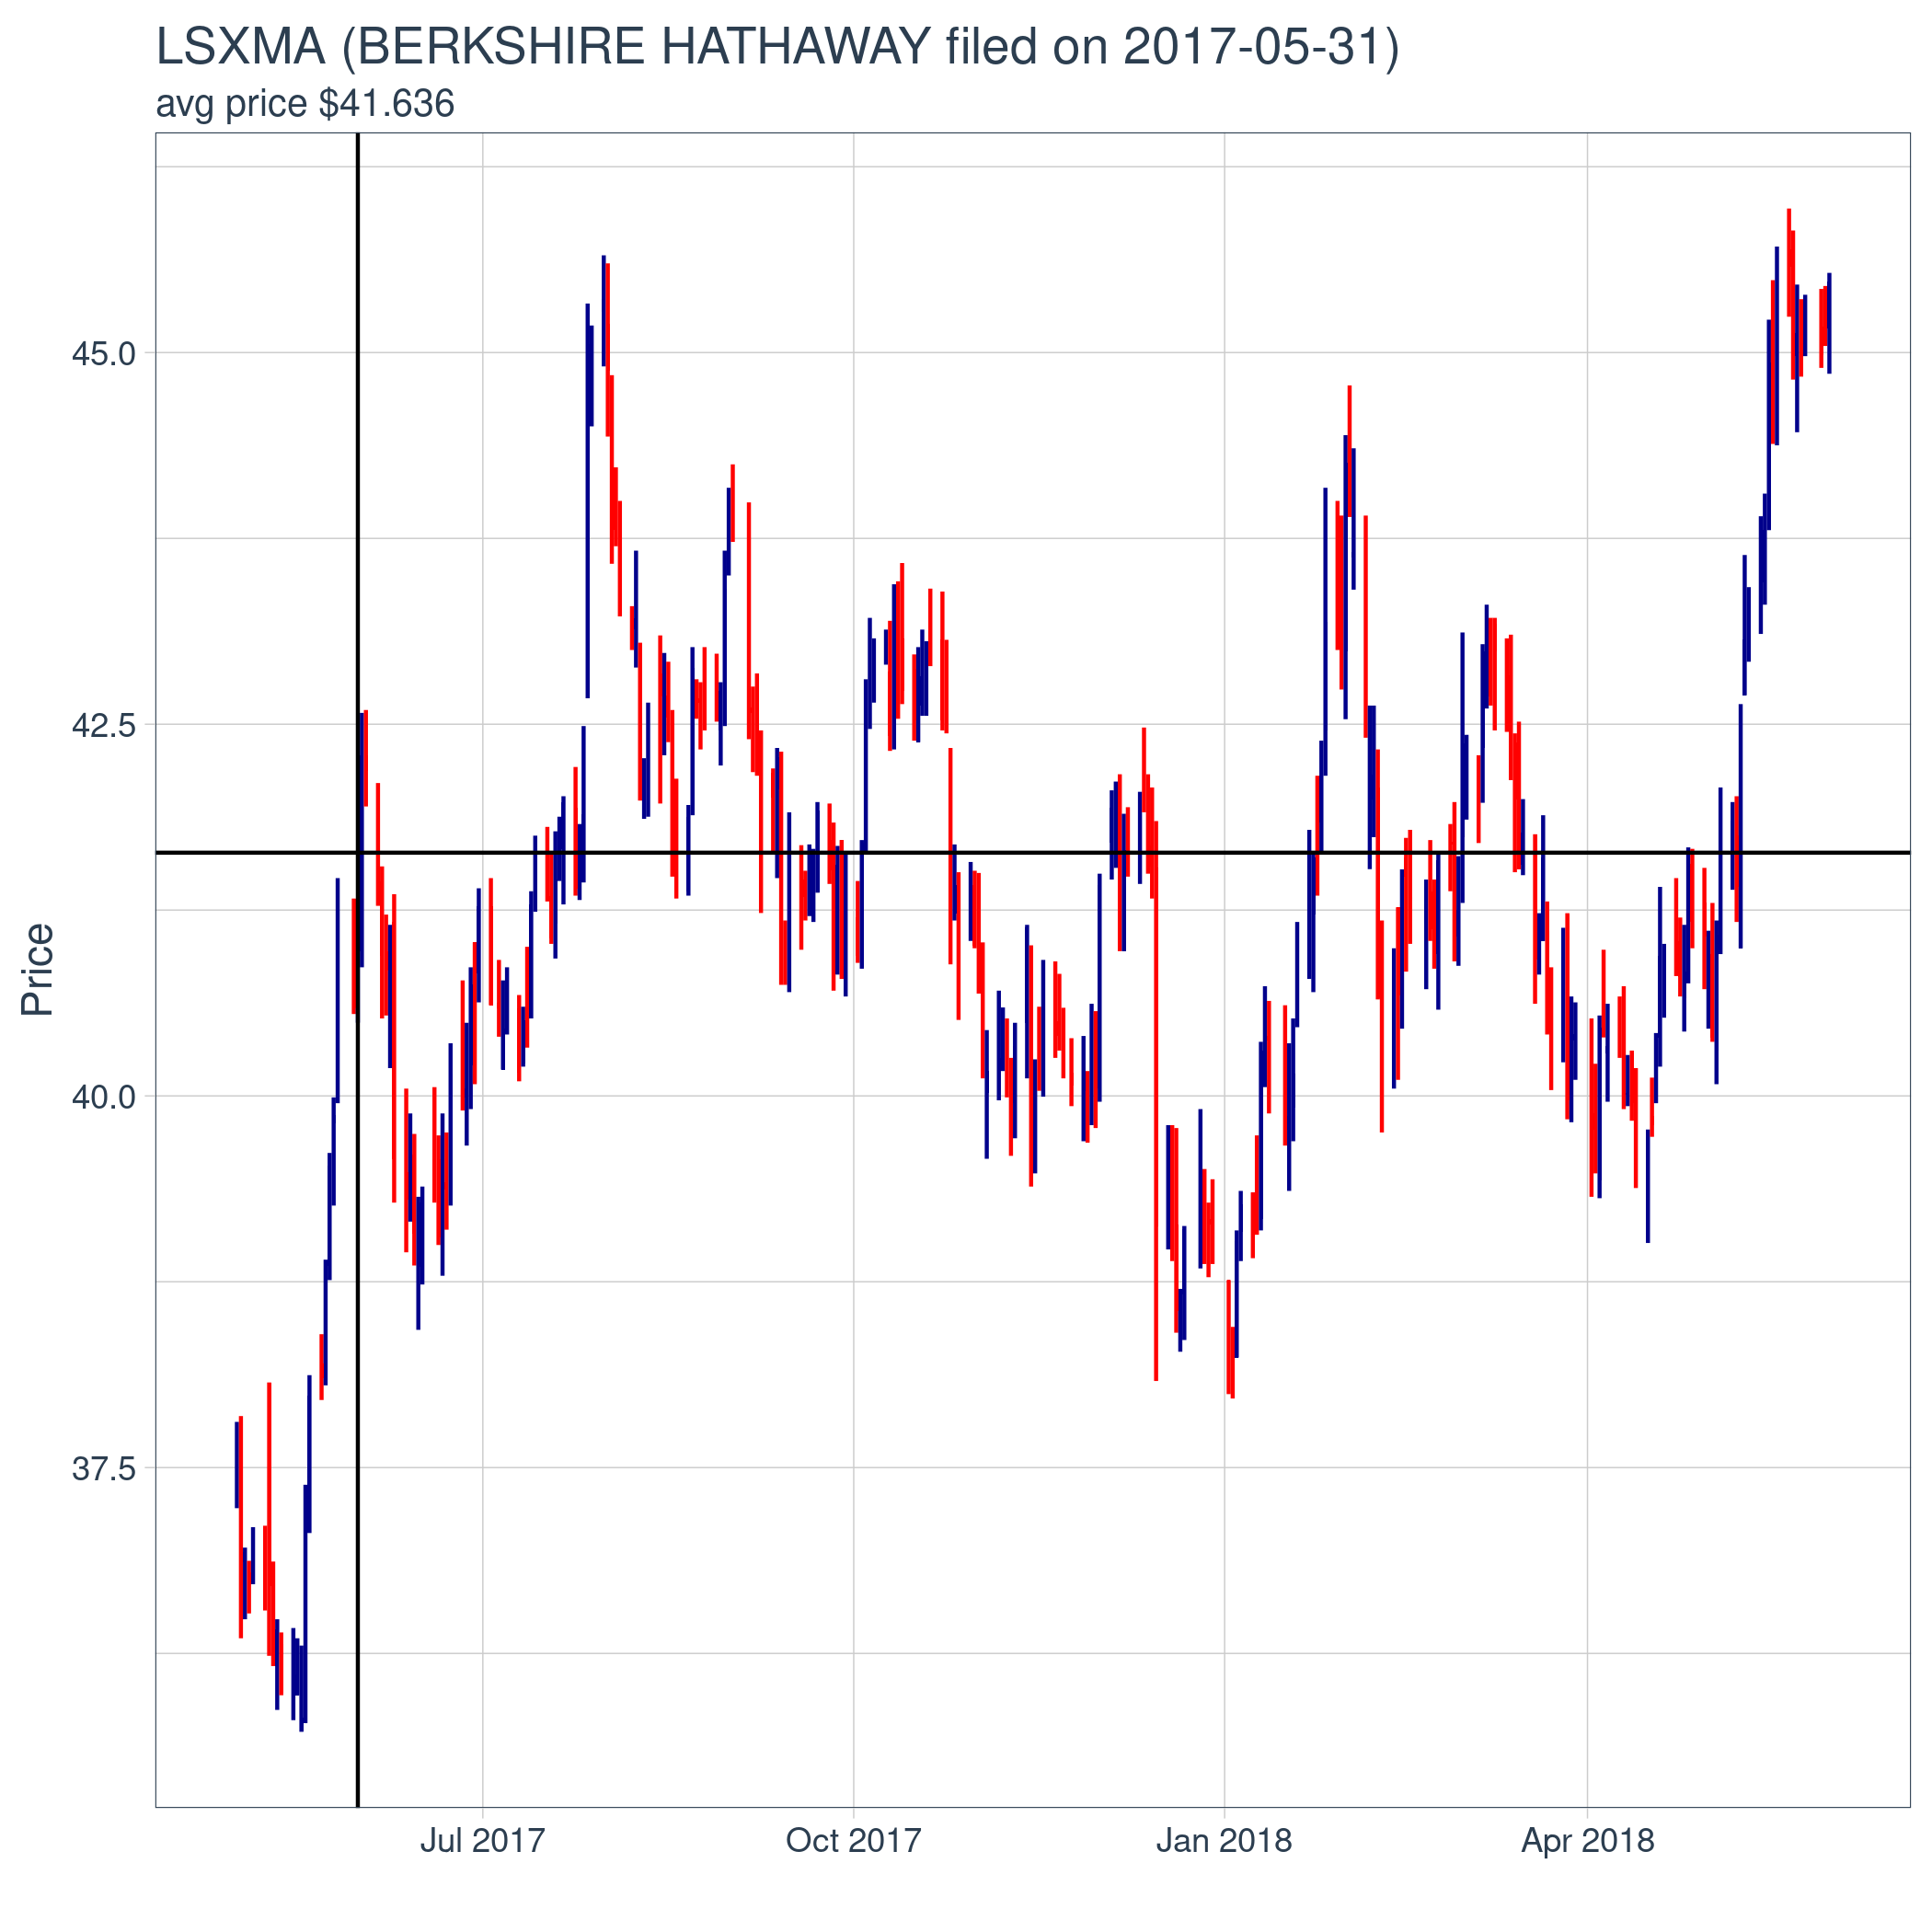 LSXMA (BERKSHIRE HATHAWAY filed on 2017-05-31)
avg price $41.636
45.0
42.5
40.0
37.5
Price
Jul 2017 Oct 2017 Jan 2018 Apr 2018